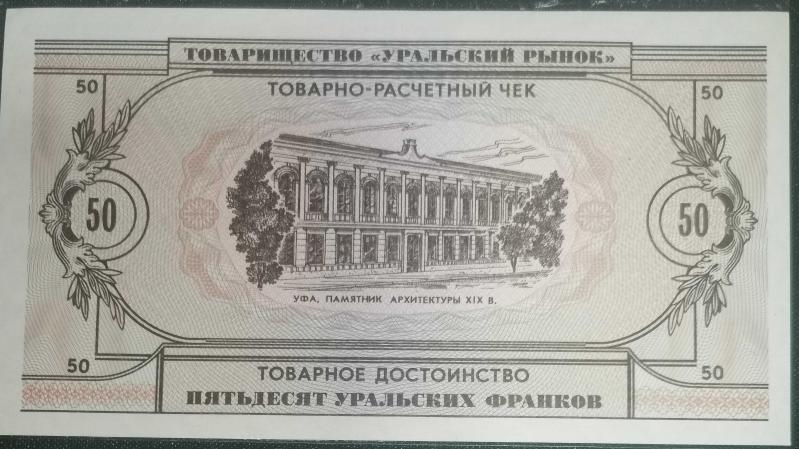 ТОВАРИЩЕСТВО «УРАЛЬСКИЙ РЫНОК»
50
50
ТОВАРНО-РАСЧЕТНЫЙ ЧЕК
50
50
УФА, ПАМЯТНИК АРХИТЕКТУРЫ XIX В.
50
50
ТОВАРНОЕ ДОСТОИНСТВО
ПЯТЬДЕСЯТ УРАЛЬСКИХ ФРАНКОВ